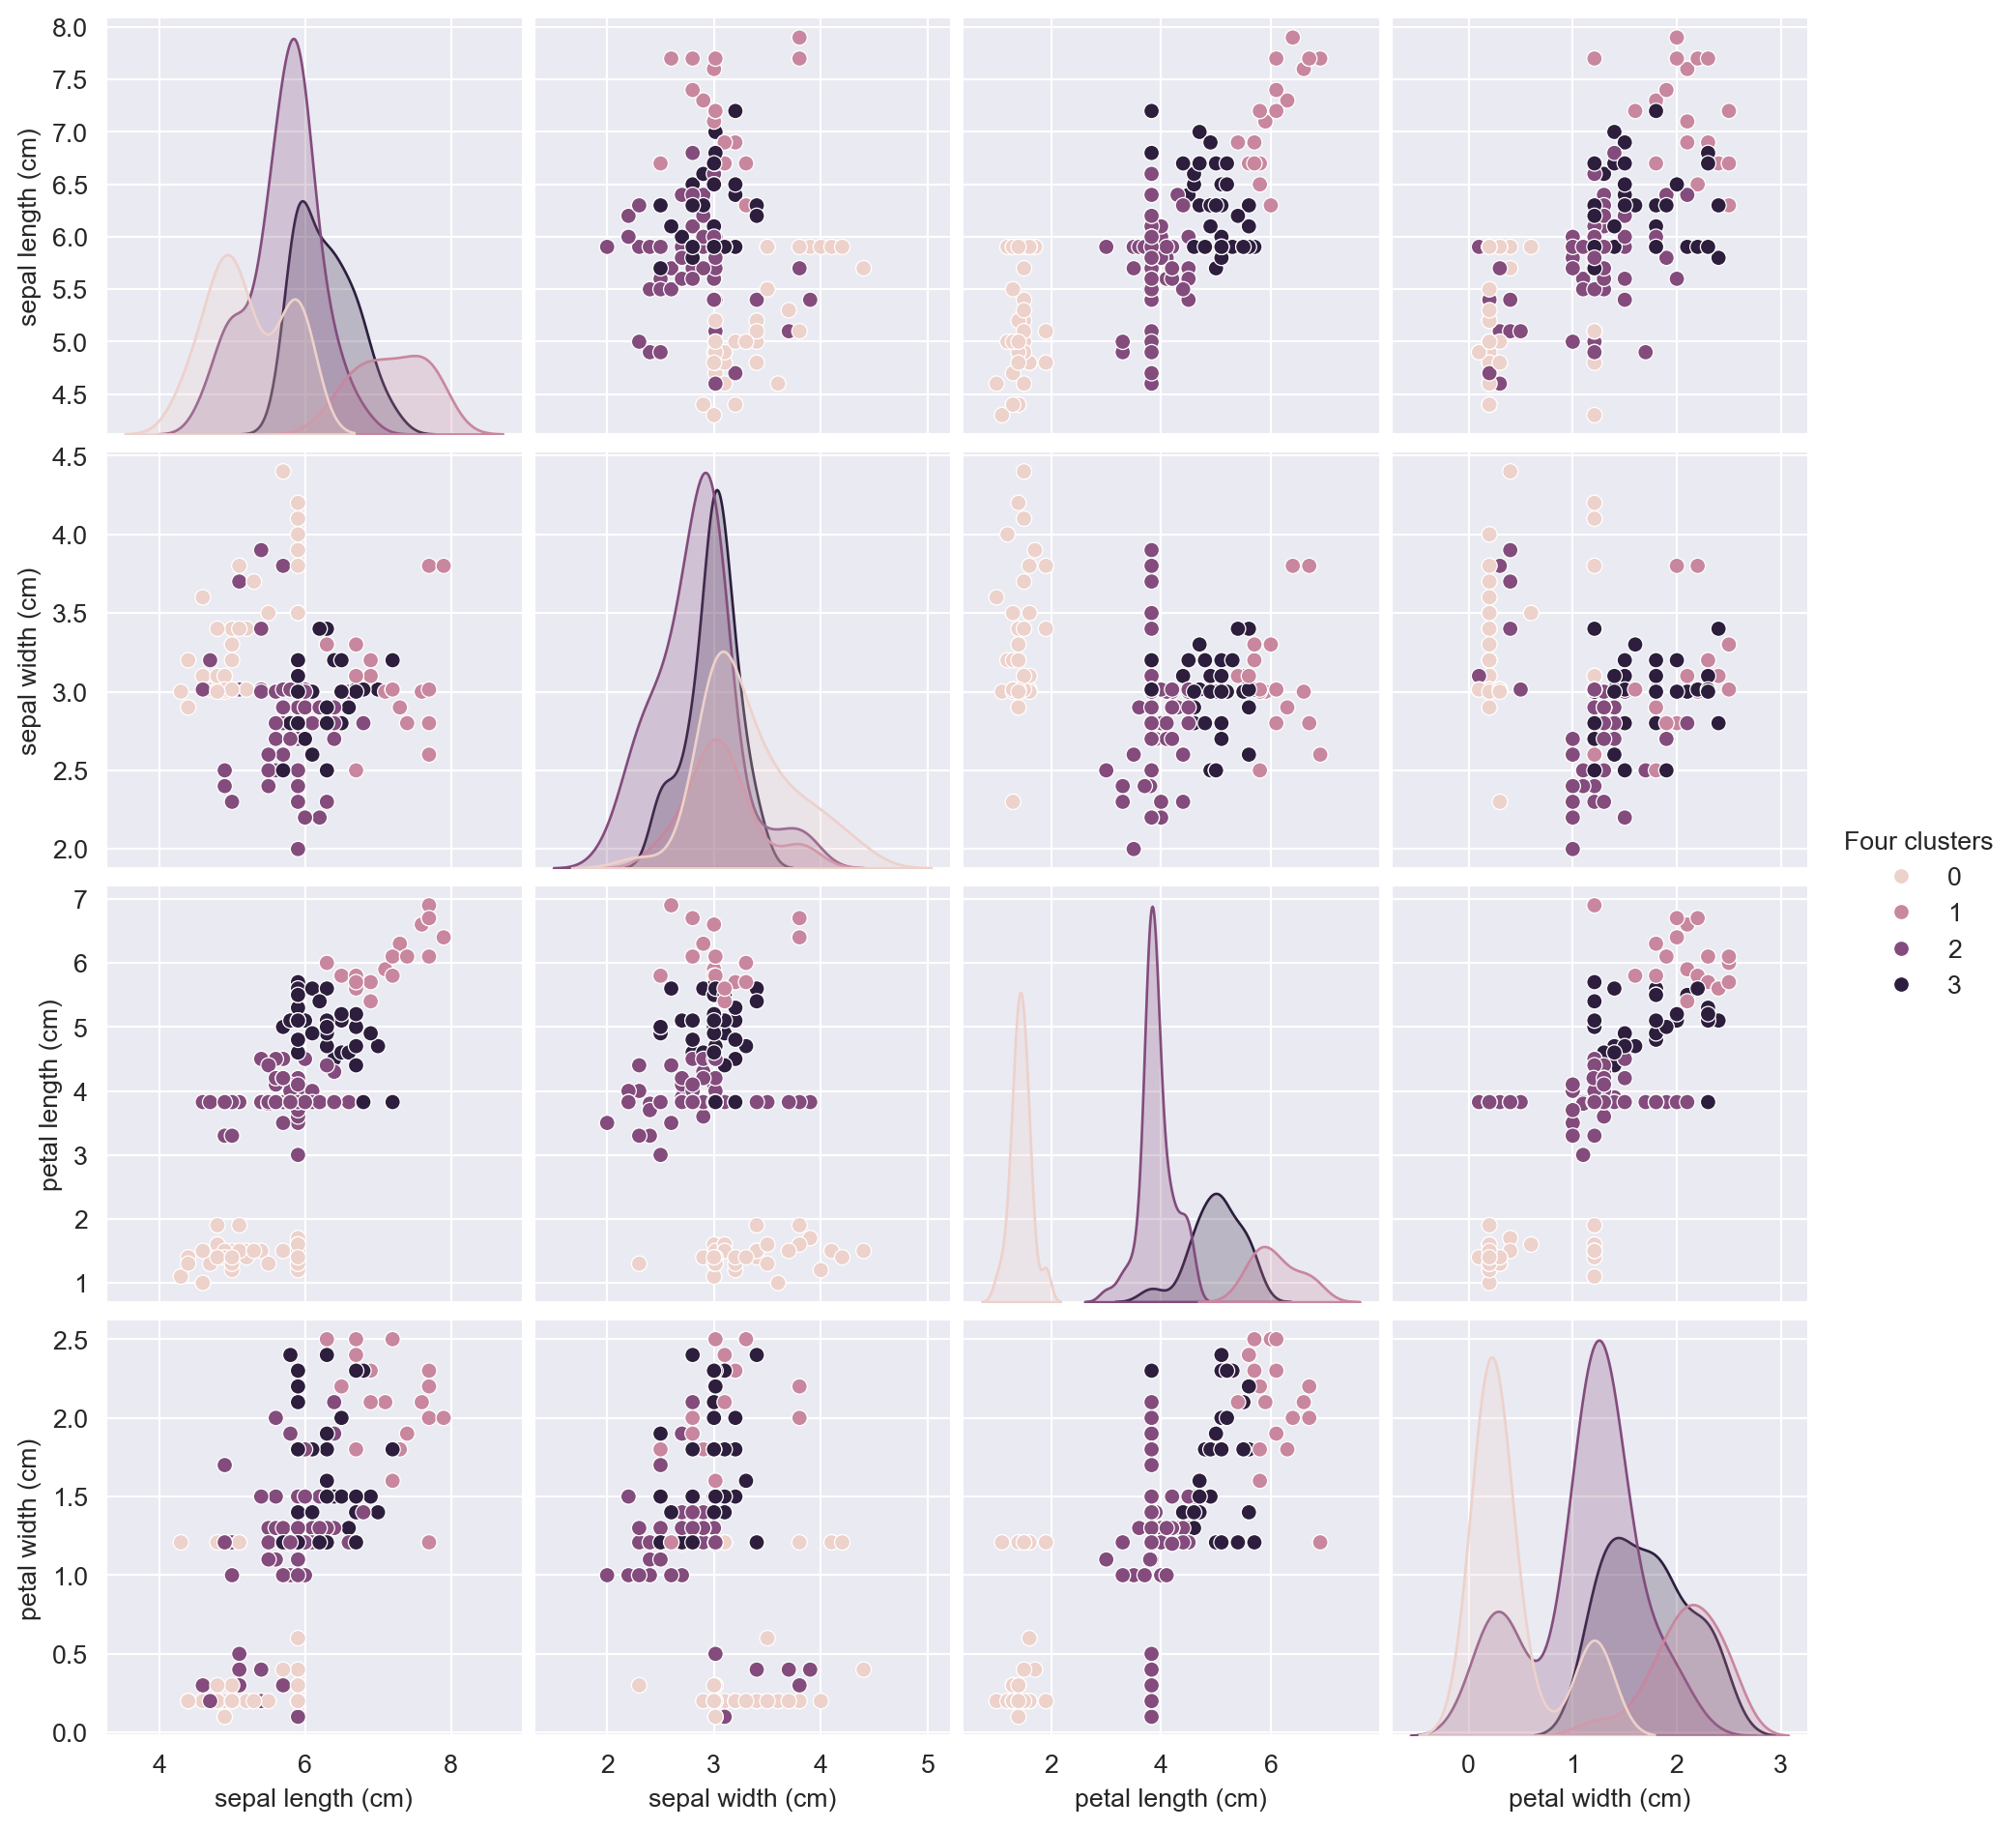 8.0
7.5
7.0
6.5
6.0
5.5
5.0
4.5
sepal length (cm)
4.5
4.0
3.5
3.0
2.5
2.0
sepal width (cm)
7
6
5
4
3
2
1
petal length (cm)
2.5
2.0
1.5
1.0
0.5
0.0
petal width (cm)
4 6 8
sepal length (cm)
2 3 4 5
sepal width (cm)
2 4 6
petal length (cm)
0 1 2 3
petal width (cm)
Four clusters
0
1
2
3